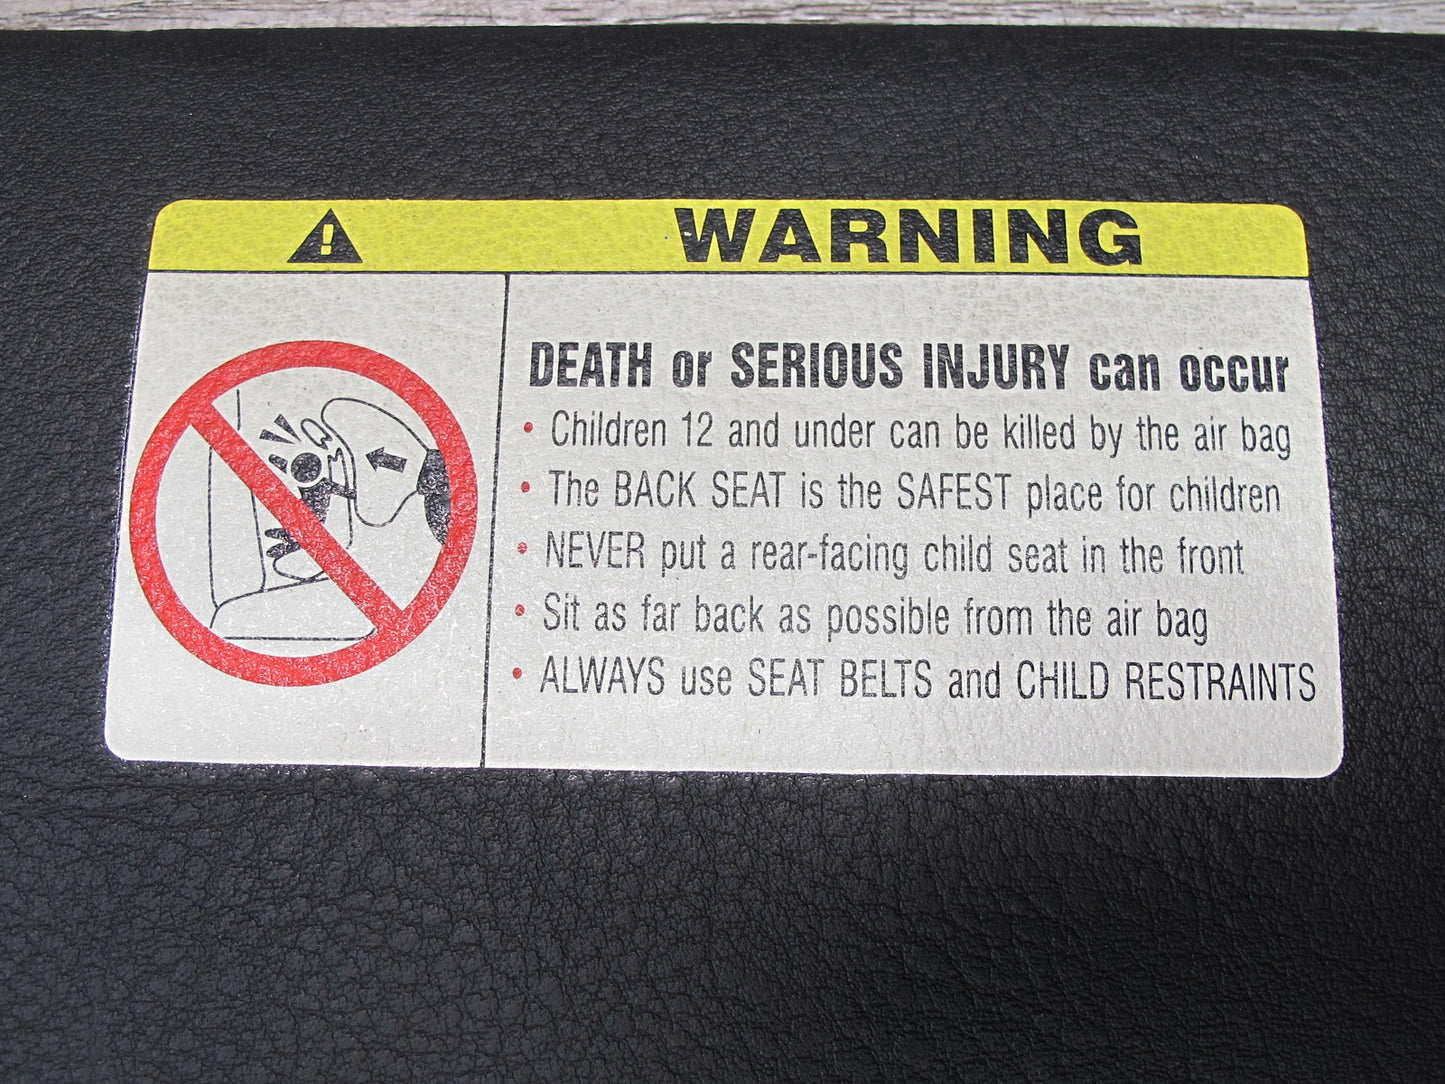 WARNING
DEATH or SERIOUS INJURY can occur
• Children 12 and under can be killed by the air bag
• The BACK SEAT is the SAFEST place for children
• NEVER put a rear-facing child seat in the front
• Sit as far back as possible from the air bag
• ALWAYS use SEAT BELTS and CHILD RESTRAINTS